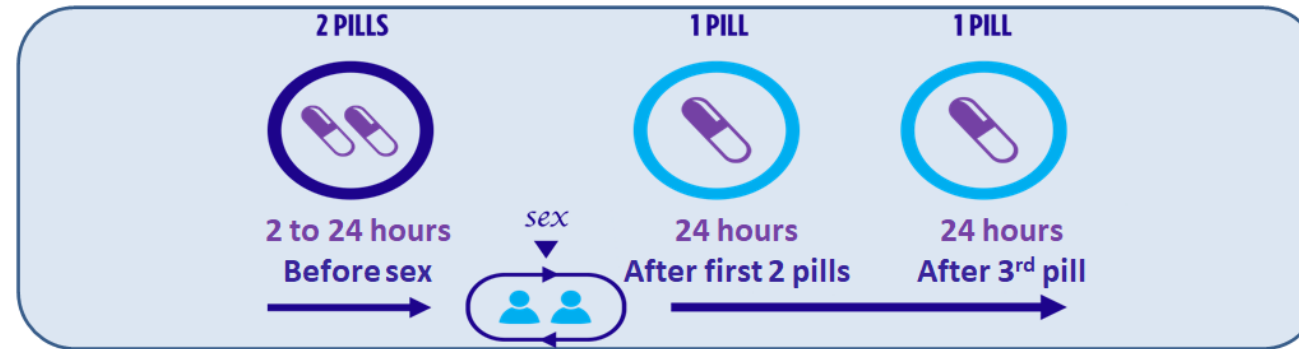 2 PILLS
1 PILL
1 PILL
2 to 24 hours
Before sex
sex
24 hours
After first 2 pills
24 hours
After 3rd pill